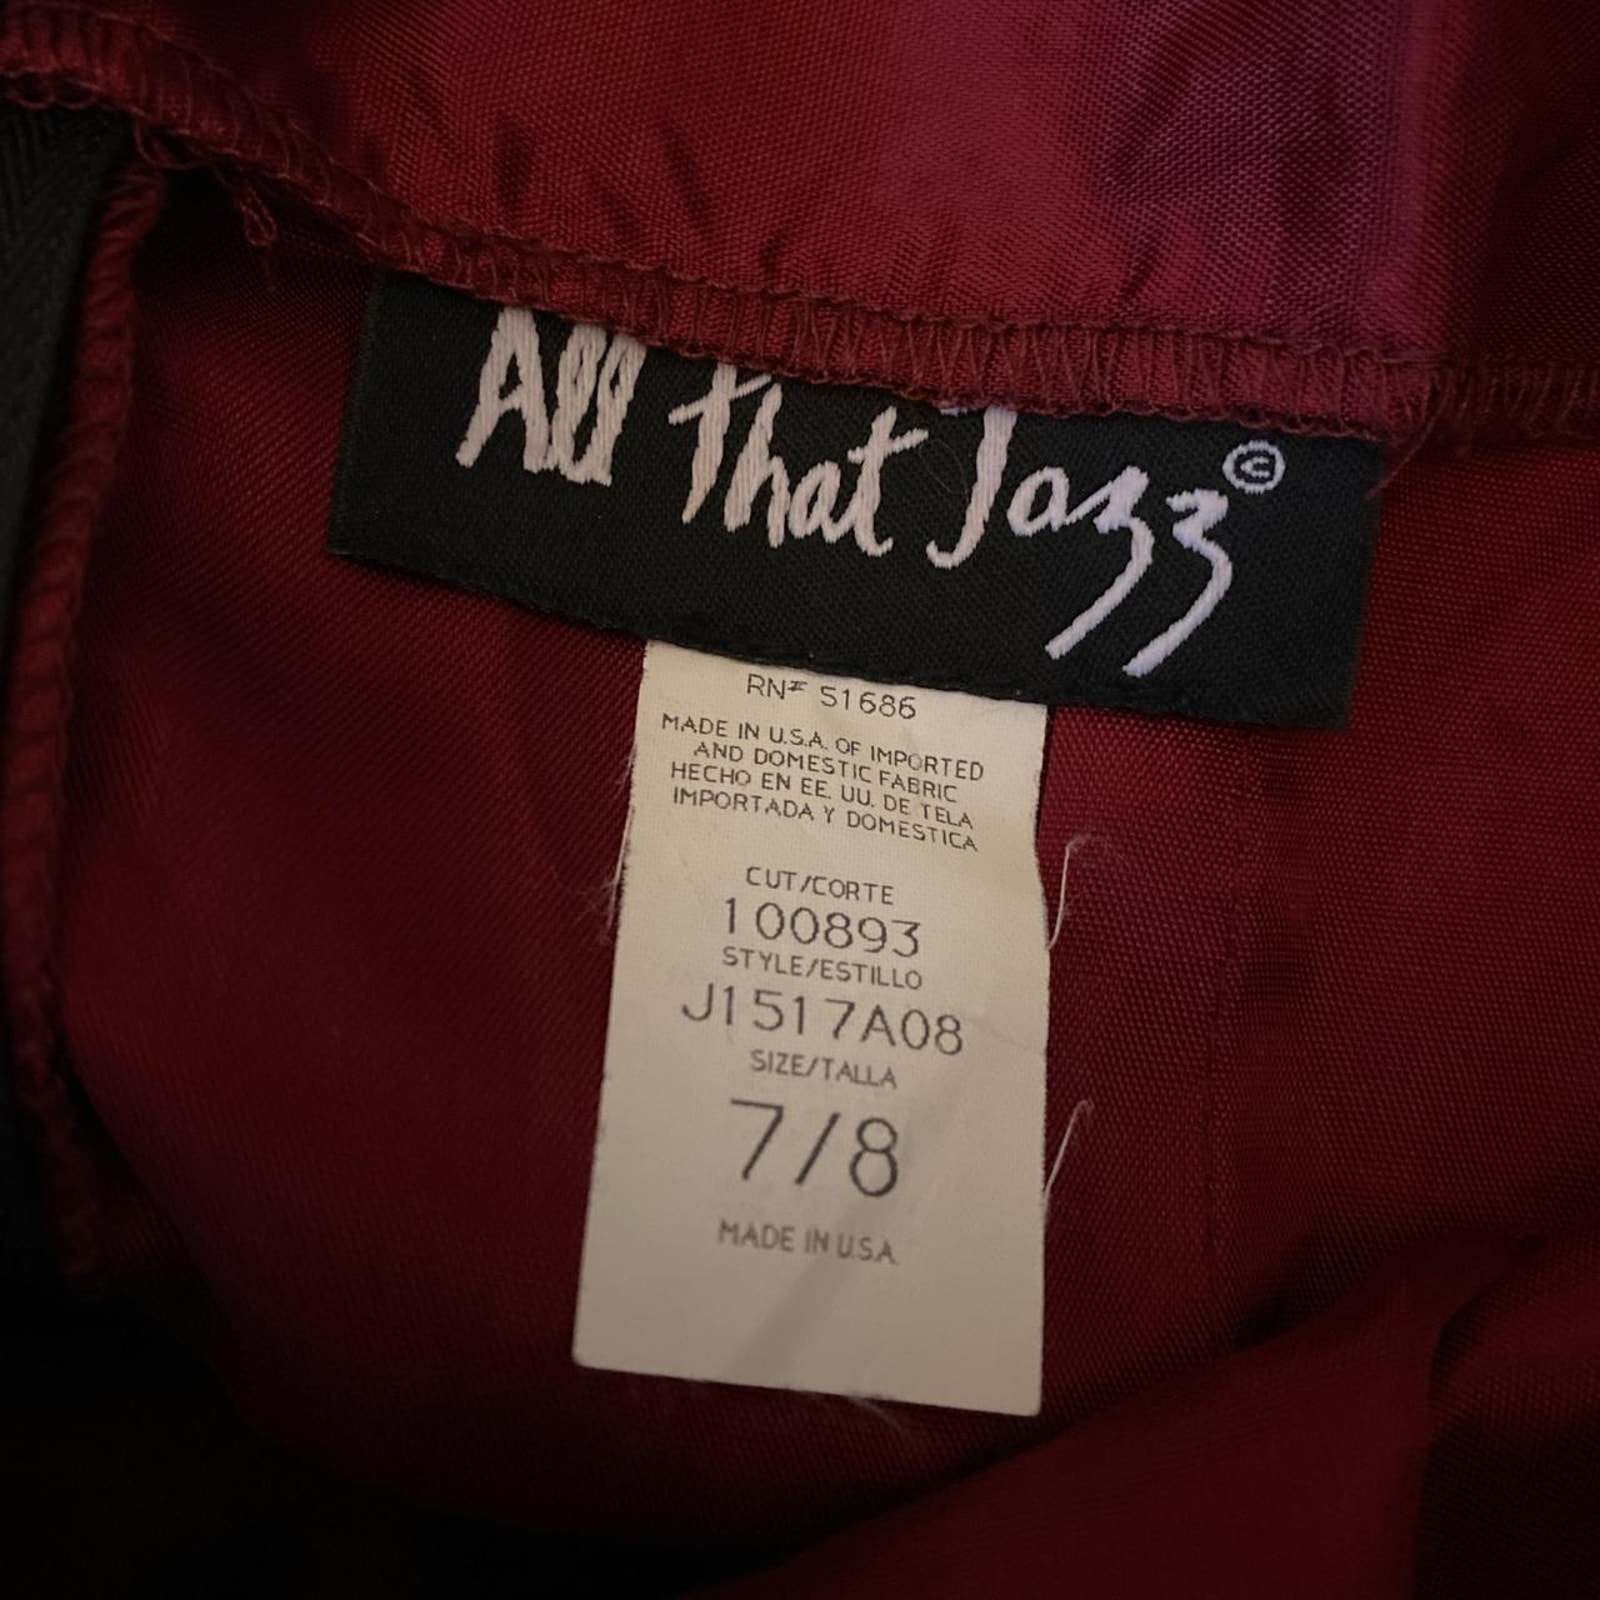 All That Jazz ©
RN# 51686
MADE IN U.S.A. OF IMPORTED
AND DOMESTIC FABRIC
HECHO EN EE. UU. DE TELA
IMPORTADA Y DOMESTICA
CUT/CORTE
100893
STYLE/ESTILLO
J1517A08
SIZE/TALLA
7/8
MADE IN U.S.A.